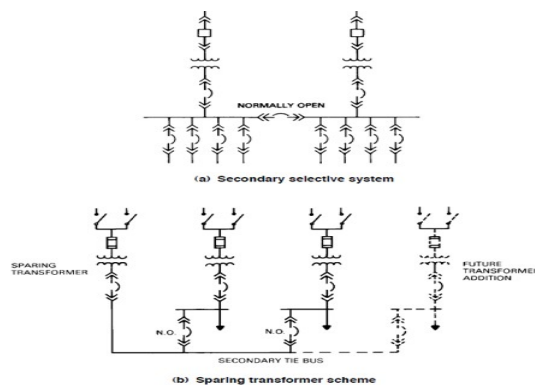 NORMALLY OPEN
(a) Secondary selective system
SPARING
TRANSFORMER
FUTURE
TRANSFORMER
ADDITION
N.O.
N.O.
SECONDARY TIE BUS
(b) Sparing transformer scheme